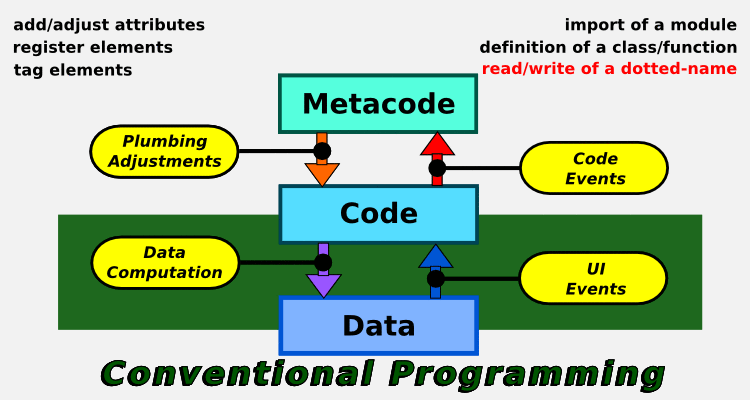 add/adjust attributes
register elements
tag elements
import of a module
definition of a class/function
read/write of a dotted-name
Metacode
Plumbing
Adjustments
Code
Events
Code
Data
Computation
UI
Events
Data
Conventional Programming